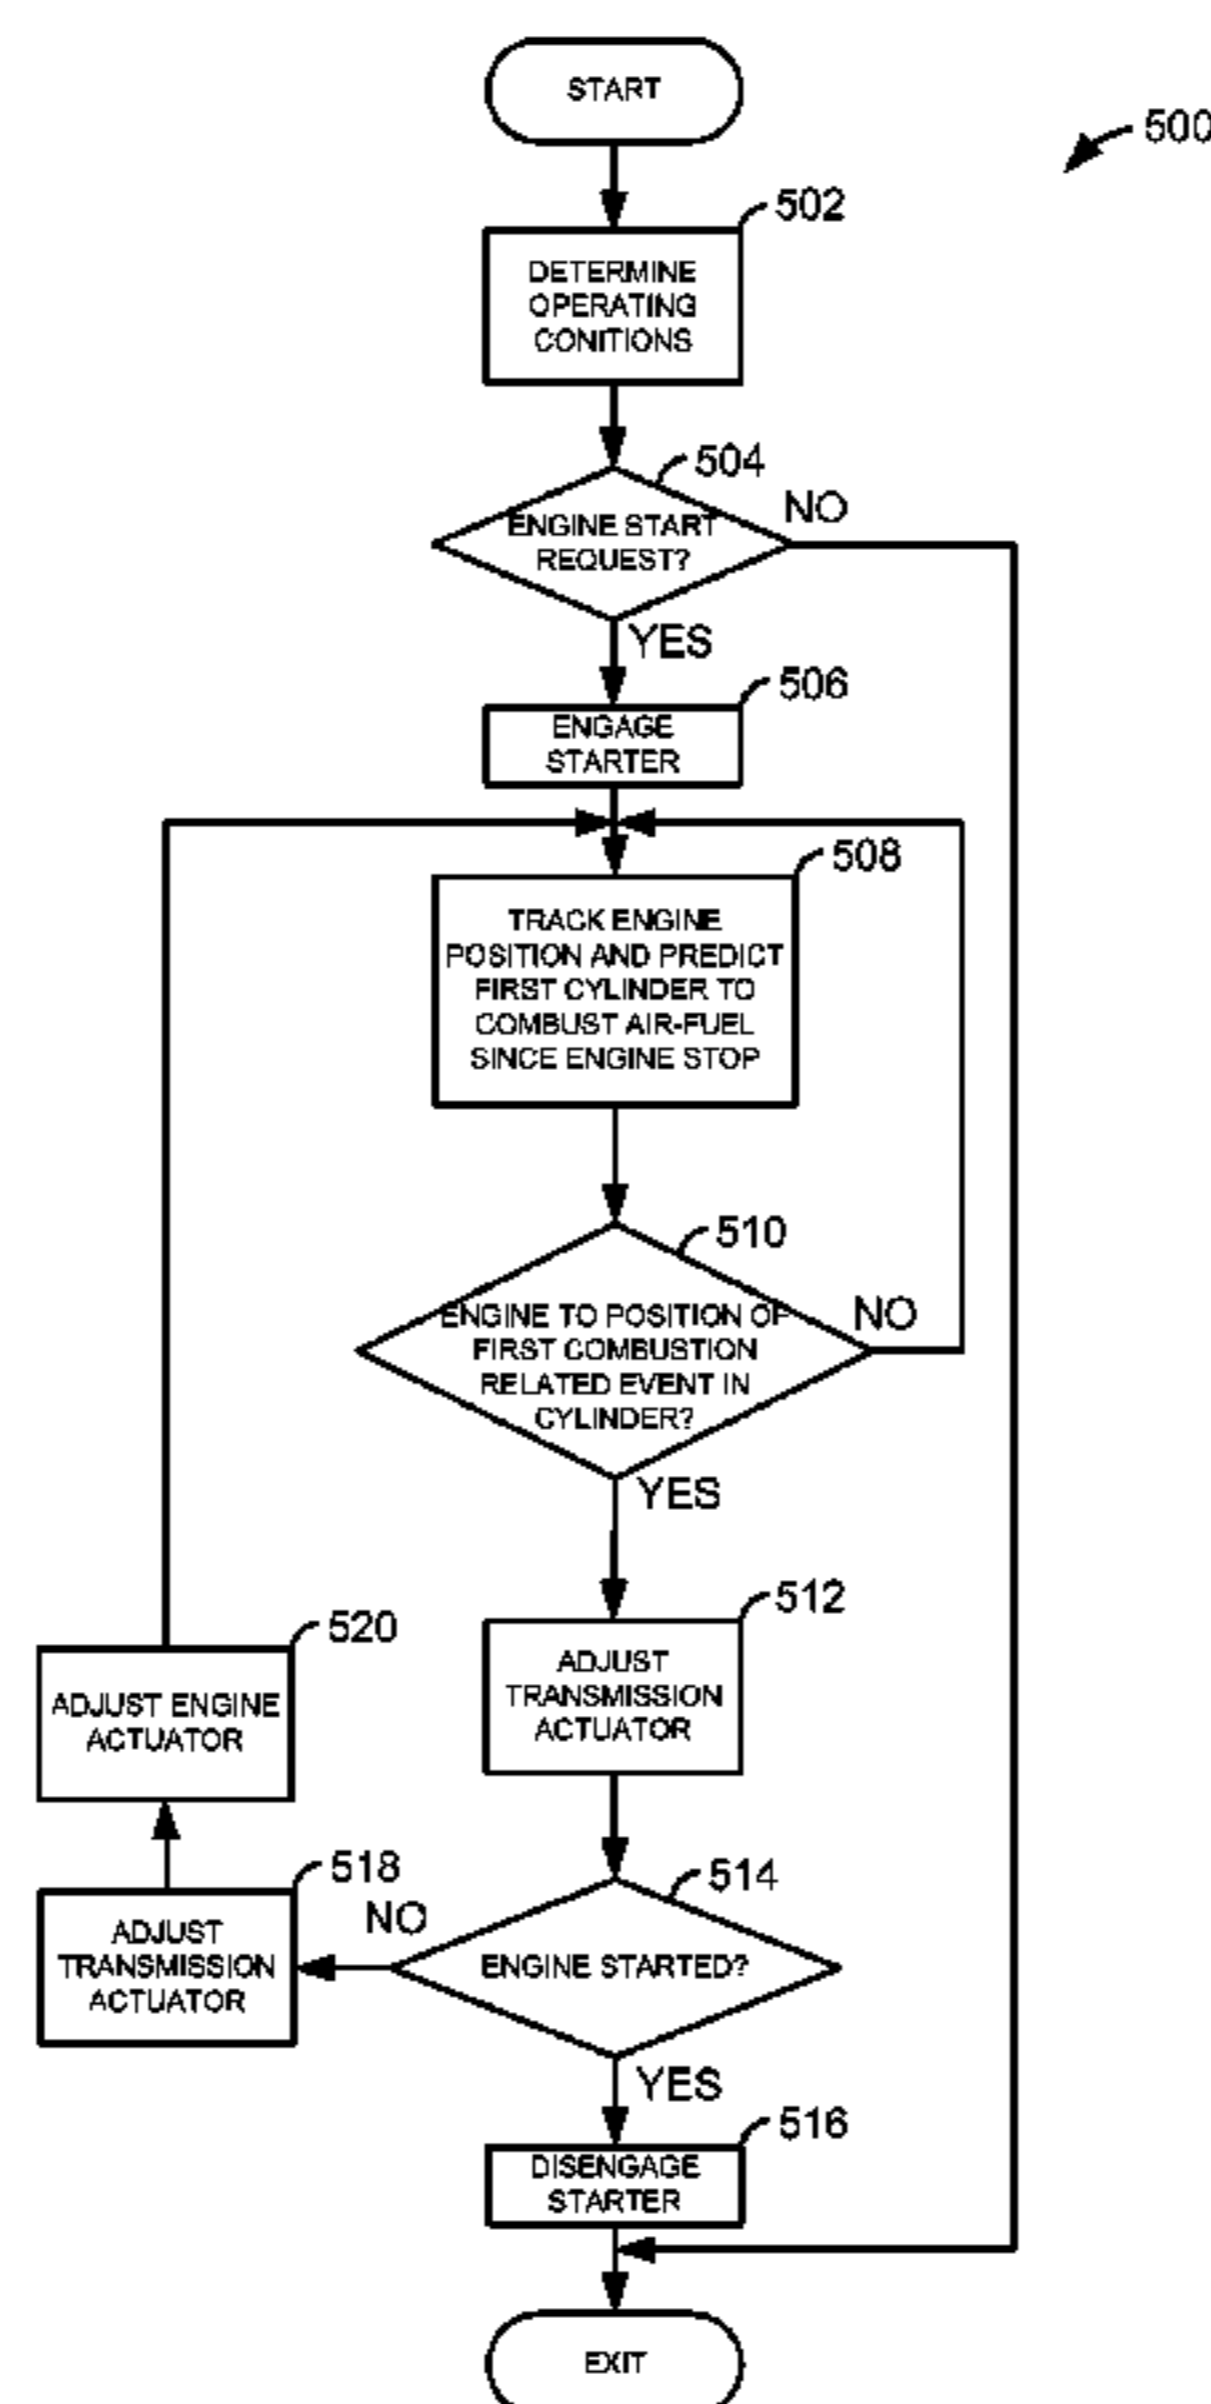 START
500
502
DETERMINE
OPERATING
CONITIONS
504
ENGINE START
REQUEST?
NO
YES
506
ENGAGE
STARTER
508
TRACK ENGINE
POSITION AND PREDICT
FIRST CYLINDER TO
COMBUST AIR-FUEL
SINCE ENGINE STOP
510
ENGINE TO POSITION OF
FIRST COMBUSTION
RELATED EVENT IN
CYLINDER?
NO
YES
512
ADJUST
TRANSMISSION
ACTUATOR
520
ADJUST ENGINE
ACTUATOR
518
ADJUST
TRANSMISSION
ACTUATOR
NO
514
ENGINE STARTED?
YES
516
DISENGAGE
STARTER
EXIT